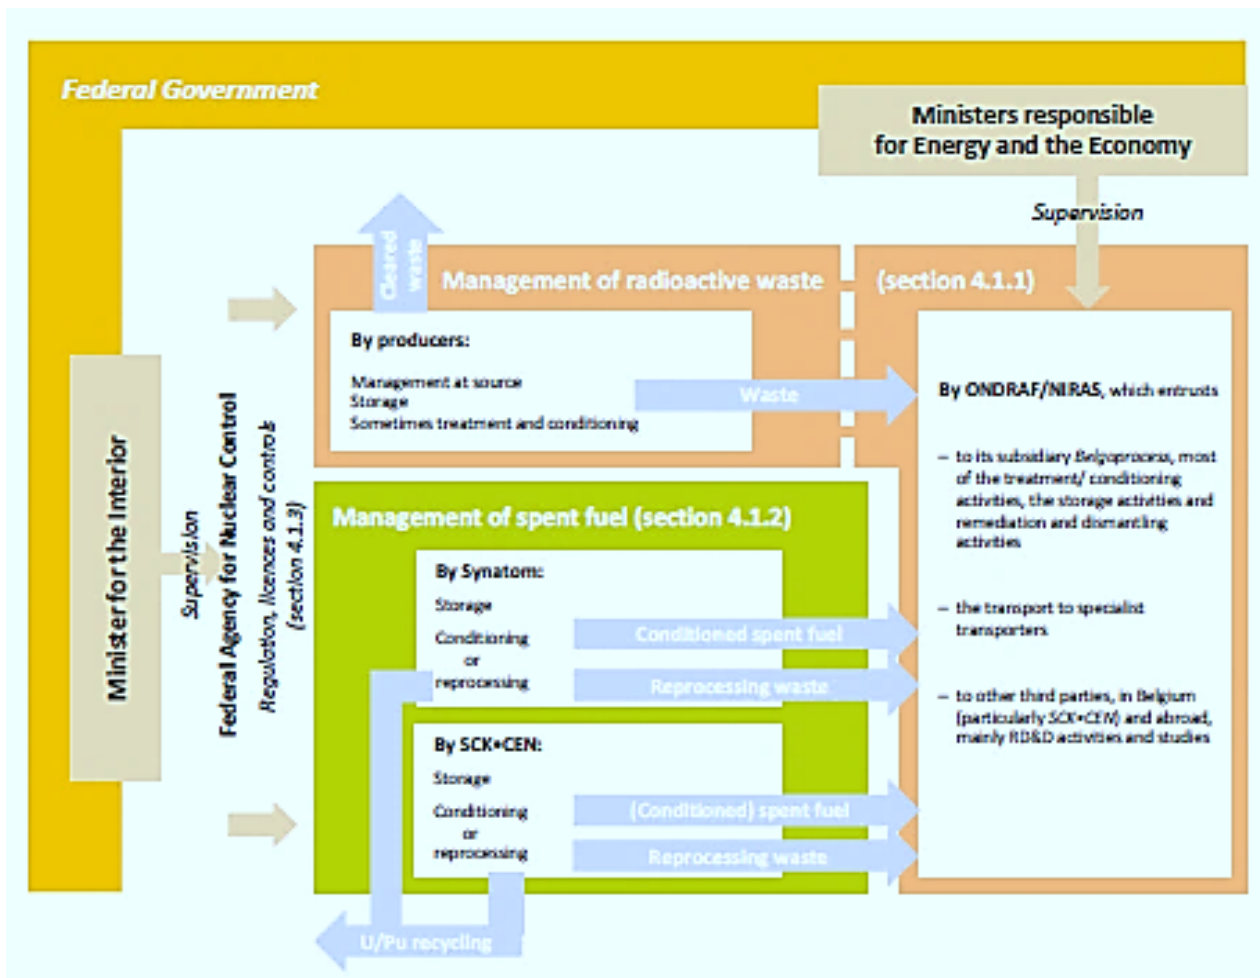 Federal Government
Ministers responsible
for Energy and the Economy
Supervision
Cleared
waste
Management of radioactive waste
(section 4.1.1)
By producers:
Management at source
Storage
Sometimes treatment and conditioning
Waste
By ONDRAF/NIRAS, which entrusts
– to its subsidiary Belgoprocess, most
of the treatment/ conditioning
activities, the storage activities and
remediation and dismantling
activities
– the transport to specialist
transporters
– to other third parties, in Belgium
(particularly SCK•CEN) and abroad,
mainly RD&D activities and studies
Minister for the Interior
Supervision
Federal Agency for Nuclear Control
Regulation, licences and controls
(section 4.1.3)
Management of spent fuel (section 4.1.2)
By Synatom:
Storage
Conditioning
or
reprocessing
Conditioned spent fuel
Reprocessing waste
By SCK•CEN:
Storage
Conditioning
or
reprocessing
(Conditioned) spent fuel
Reprocessing waste
U/Pu recycling